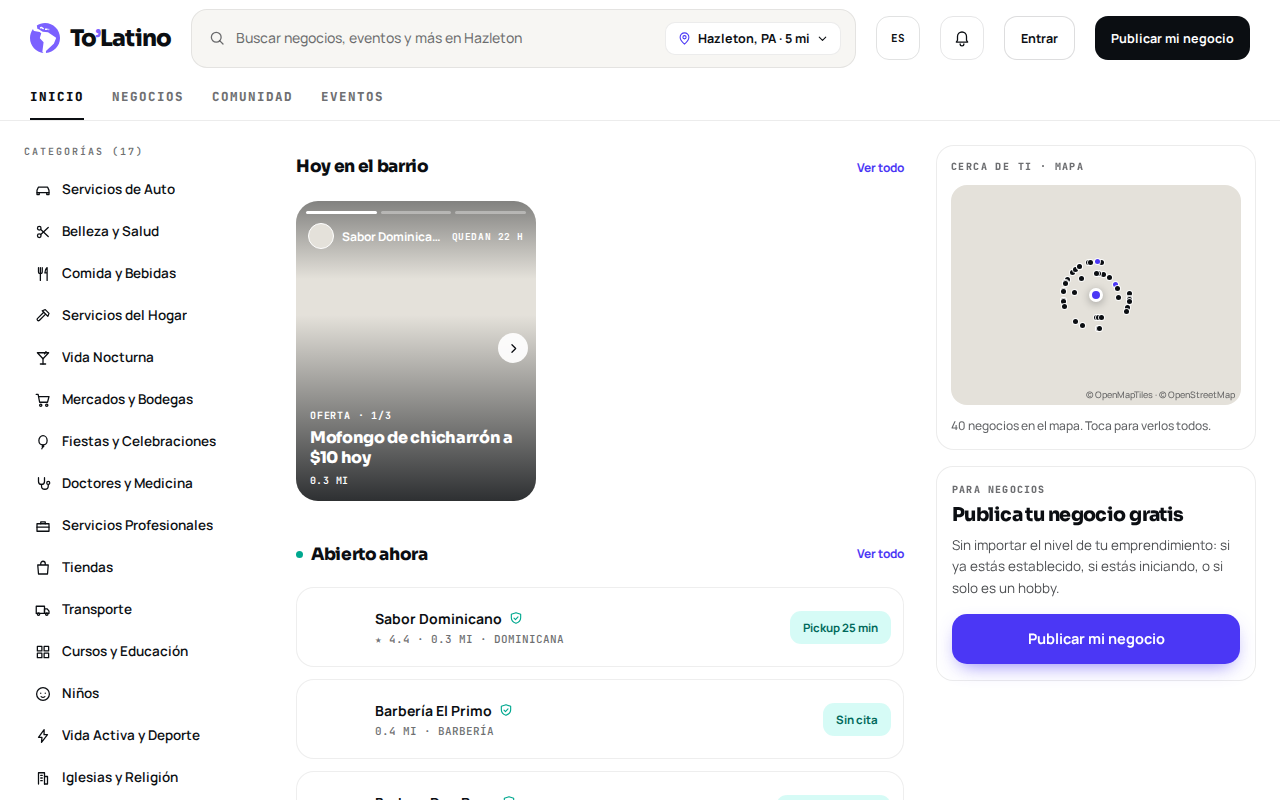 To'Latino
Buscar negocios, eventos y más en Hazleton
Hazleton, PA · 5 mi
ES
Entrar
Publicar mi negocio
INICIO
NEGOCIOS
COMUNIDAD
EVENTOS
CATEGORÍAS (17)
Servicios de Auto
Belleza y Salud
Comida y Bebidas
Servicios del Hogar
Vida Nocturna
Mercados y Bodegas
Fiestas y Celebraciones
Doctores y Medicina
Servicios Profesionales
Tiendas
Transporte
Cursos y Educación
Niños
Vida Activa y Deporte
Iglesias y Religión
Hoy en el barrio
Ver todo
Sabor Dominica...
QUEDAN 22 H
OFERTA · 1/3
Mofongo de chicharrón a
$10 hoy
0.3 MI
Abierto ahora
Ver todo
Sabor Dominicano
★ 4.4 · 0.3 MI · DOMINICANA
Pickup 25 min
Barbería El Primo
0.4 MI · BARBERÍA
Sin cita
CERCA DE TI · MAPA
© OpenMapTiles · © OpenStreetMap
40 negocios en el mapa. Toca para verlos todos.
PARA NEGOCIOS
Publica tu negocio gratis
Sin importar el nivel de tu emprendimiento: si
ya estás establecido, si estás iniciando, o si
solo es un hobby.
Publicar mi negocio